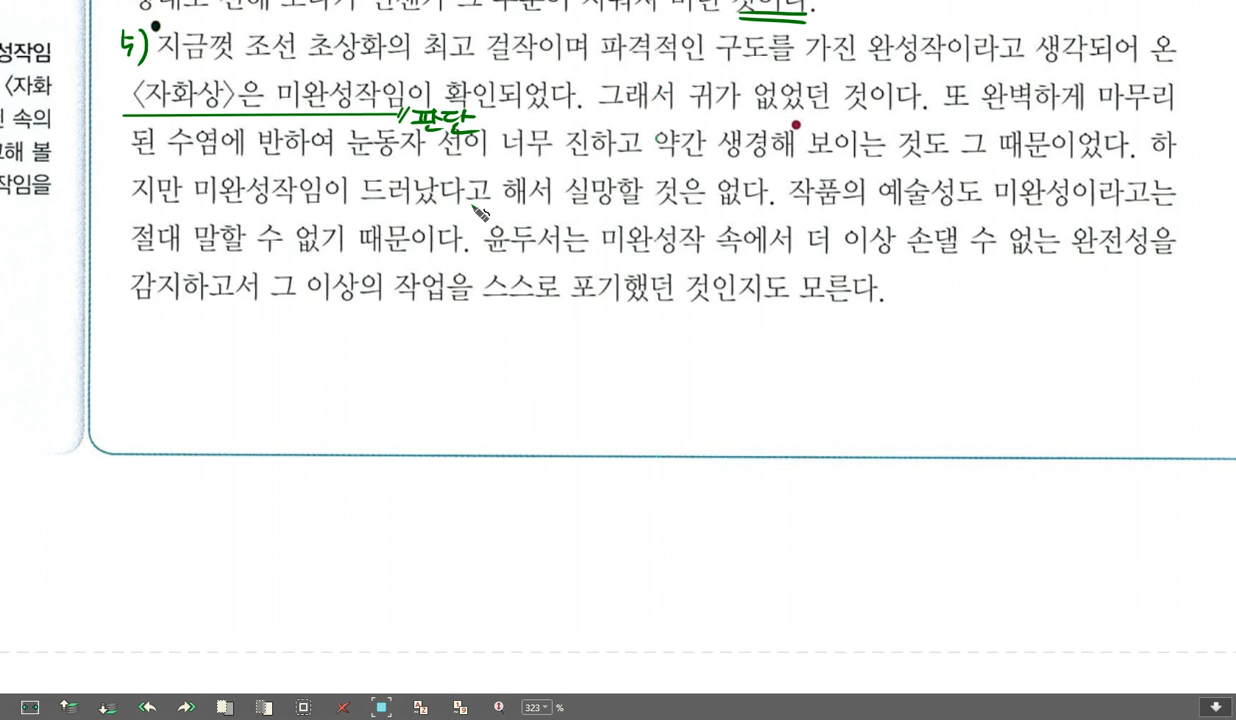 것이다.
5) 지금껏 조선 초상화의 최고 걸작이며 파격적인 구도를 가진 완성작이라고 생각되어 온
<자화상>은 미완성작임이 확인되었다. 그래서 귀가 없었던 것이다. 또 완벽하게 마무리
판단
된 수염에 반하여 눈동자 선이 너무 진하고 약간 생경해 보이는 것도 그 때문이었다. 하
지만 미완성작임이 드러났다고 해서 실망할 것은 없다. 작품의 예술성도 미완성이라고는
절대 말할 수 없기 때문이다. 윤두서는 미완성작 속에서 더 이상 손댈 수 없는 완전성을
감지하고서 그 이상의 작업을 스스로 포기했던 것인지도 모른다.
성작임
<자화
속의
해 볼
작임을
323 %